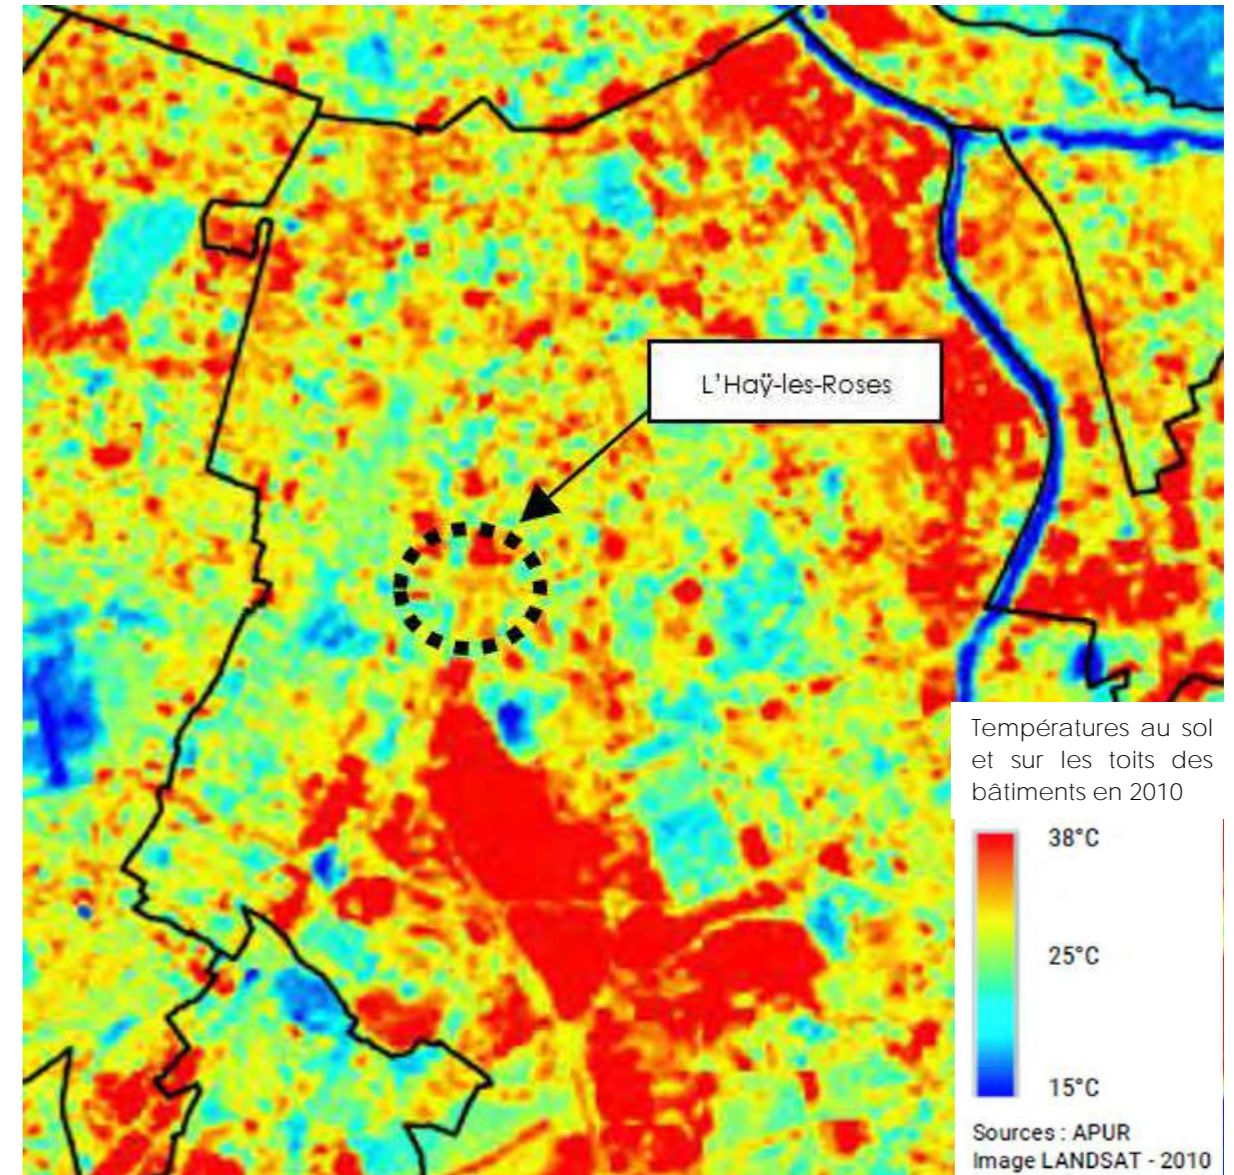 L'Haÿ-les-Roses
Températures au sol
et sur les toits des
bâtiments en 2010
38°C
25°C
15°C
Sources : APUR
Image LANDSAT - 2010